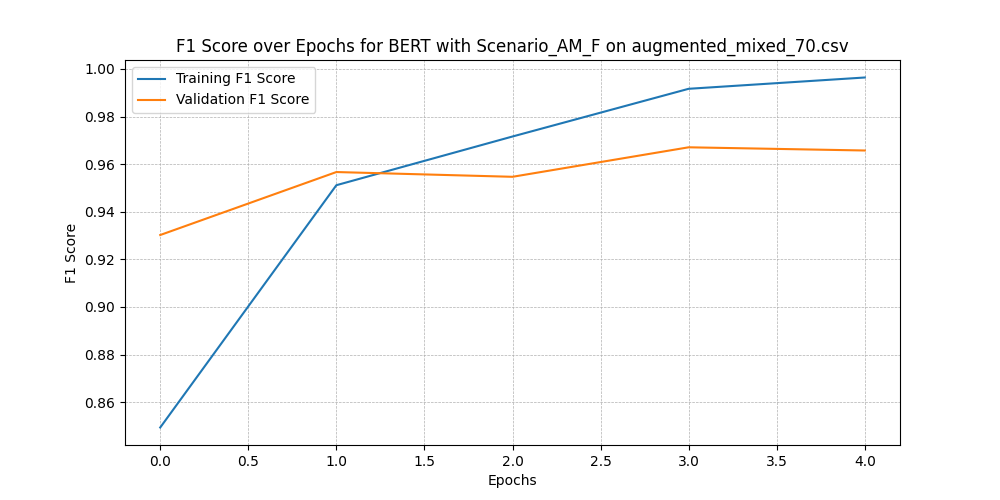 F1 Score over Epochs for BERT with Scenario_AM_F on augmented_mixed_70.csv
Training F1 Score
Validation F1 Score
F1 Score
1.00
0.98
0.96
0.94
0.92
0.90
0.88
0.86
0.0 0.5 1.0 1.5 2.0 2.5 3.0 3.5 4.0
Epochs